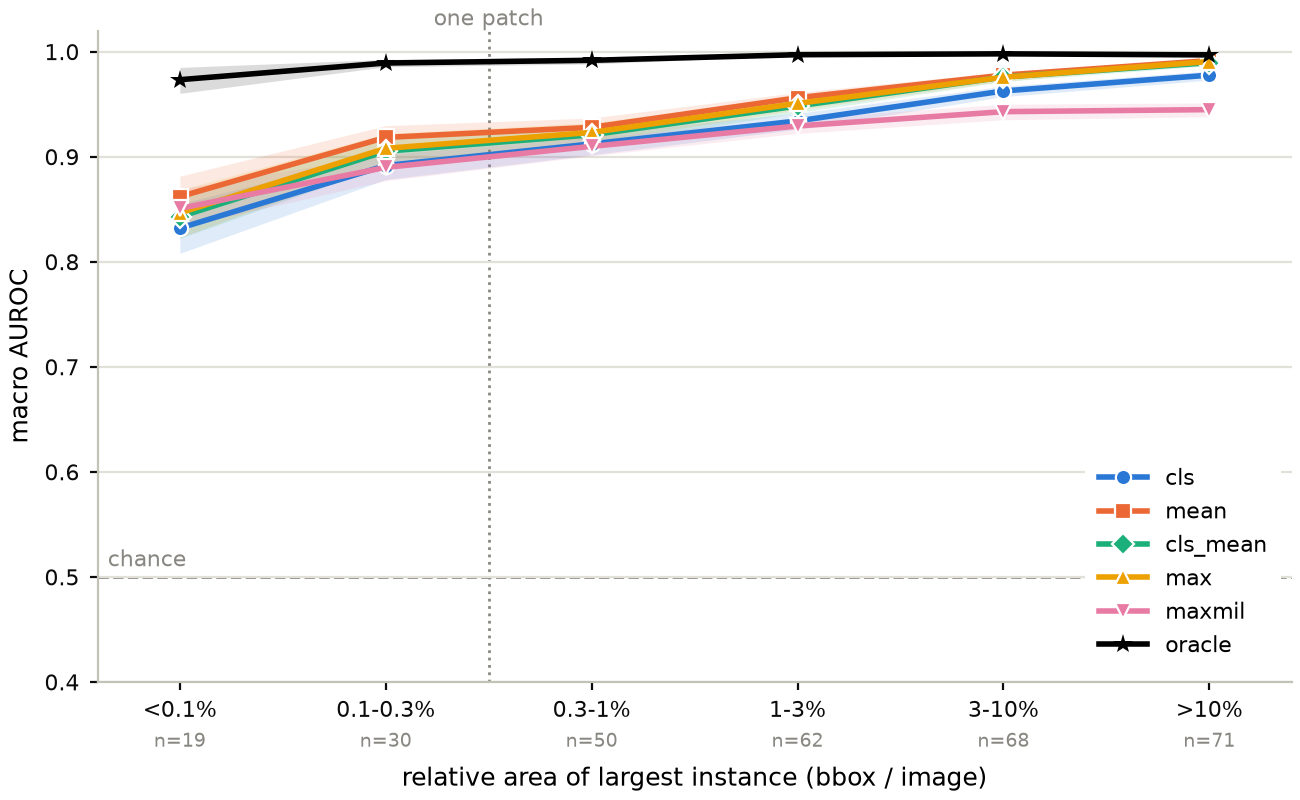 one patch
1.0
0.9
0.8
0.7
0.6
0.5
0.4
macro AUROC
chance
cls
mean
cls_mean
max
maxmil
oracle
<0.1% 0.1-0.3% 0.3-1% 1-3% 3-10% >10%
n=19 n=30 n=50 n=62 n=68 n=71
relative area of largest instance (bbox / image)